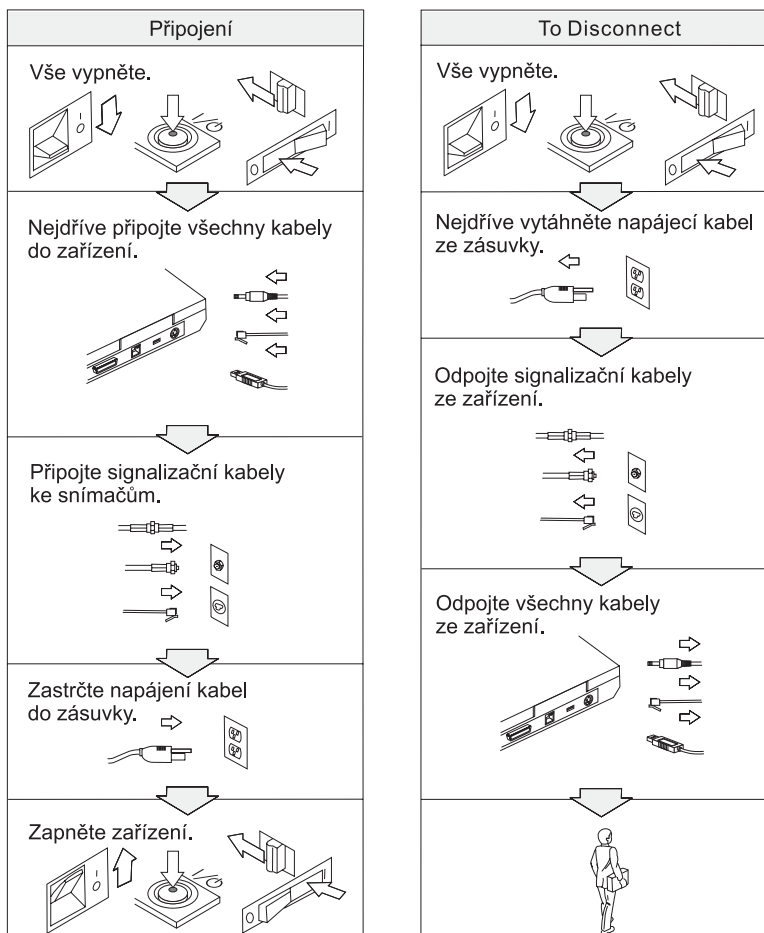 Připojení
Vše vypněte.
Nejdříve připojte všechny kabely
do zařízení.
Připojte signalizační kabely
ke snímačům.
Zastrčte napájení kabel
do zásuvky.
Zapněte zařízení.
To Disconnect
Vše vypněte.
Nejdříve vytáhněte napájecí kabel
ze zásuvky.
Odpojte signalizační kabely
ze zařízení.
Odpojte všechny kabely
ze zařízení.